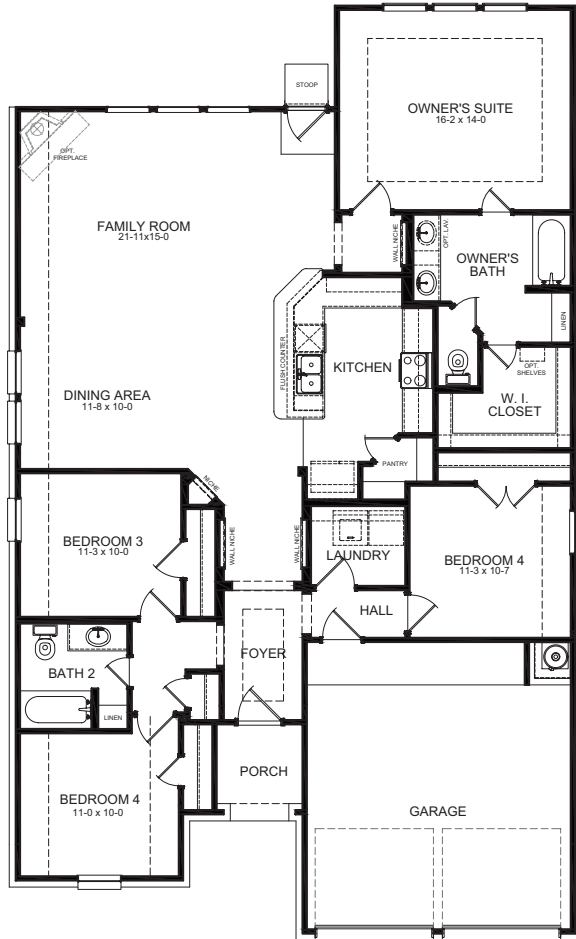 STOOP
OWNER'S SUITE
16-2 x 14-0
OPT.
FIREPLACE
FAMILY ROOM
21-11x15-0
WALL NICHE
OPT. LAV.
OWNER'S
BATH
LINEN
FLUSH COUNTER
KITCHEN
OPT.
SHELVES
W. I.
CLOSET
DINING AREA
11-8 x 10-0
PANTRY
NICHE
BEDROOM 3
11-3 x 10-0
WALL NICHE
WALL NICHE
LAUNDRY
BEDROOM 4
11-3 x 10-7
HALL
FOYER
BATH 2
LINEN
PORCH
BEDROOM 4
11-0 x 10-0
GARAGE